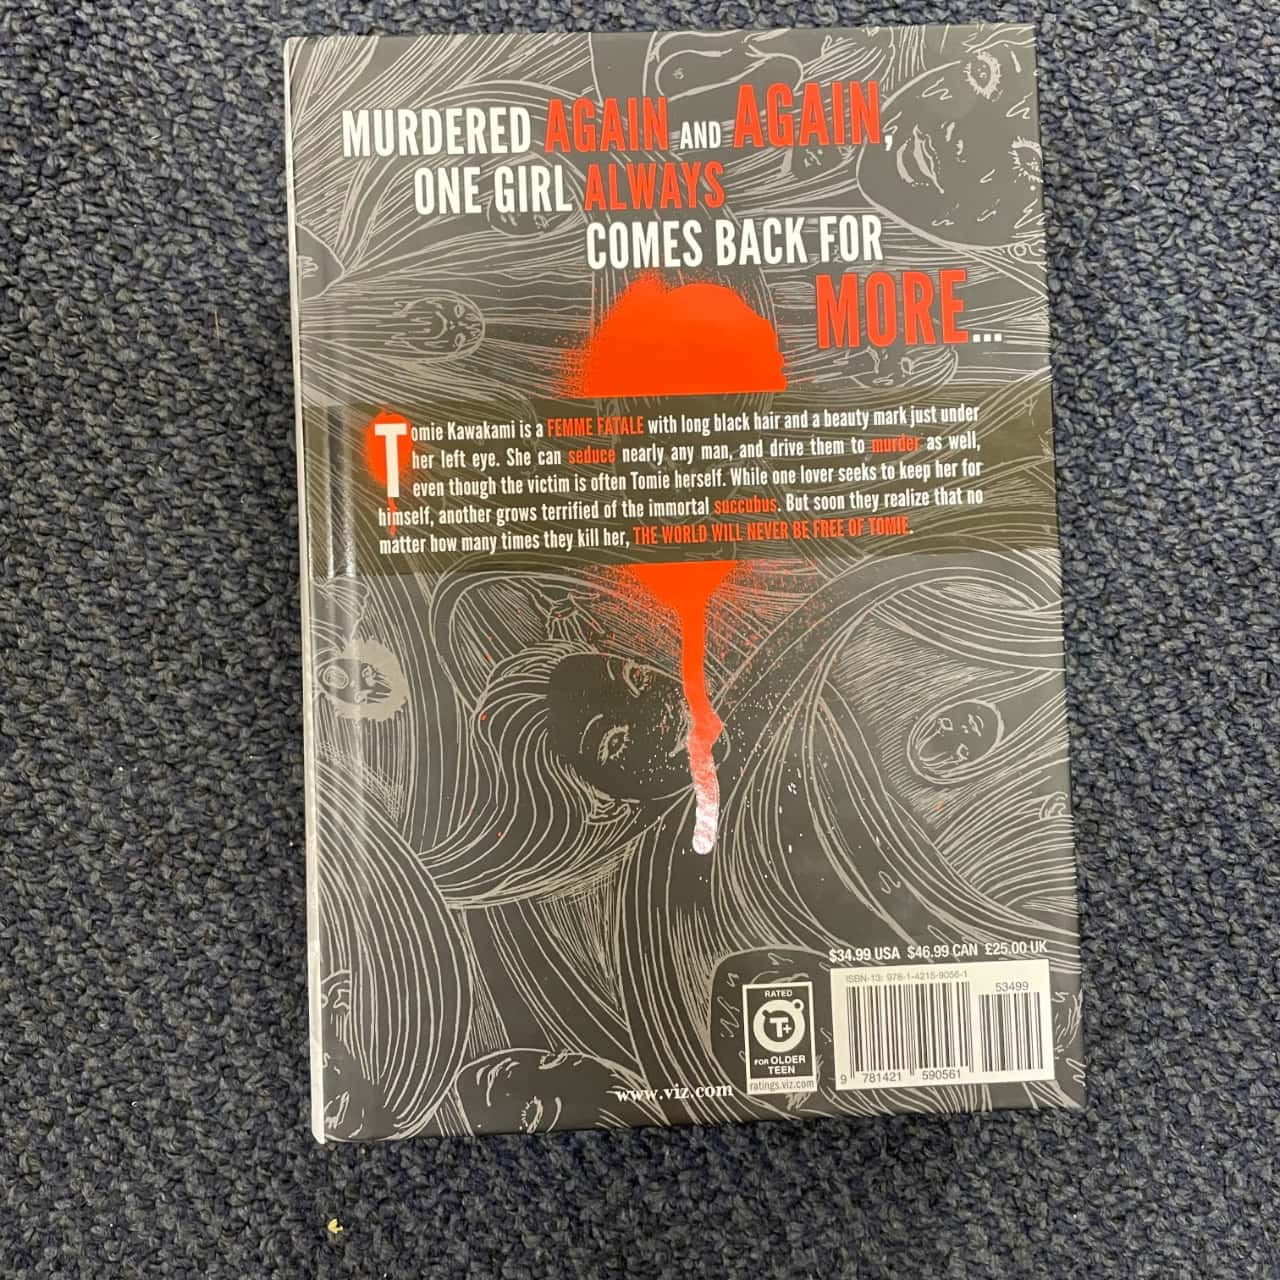 MURDERED AGAIN AND AGAIN,
ONE GIRL ALWAYS
COMES BACK FOR
MORE...
Tomie Kawakami is a FEMME FATALE with long black hair and a beauty mark just under
her left eye. She can seduce nearly any man, and drive them to murder as well,
even though the victim is often Tomie herself. While one lover seeks to keep her for
himself, another grows terrified of the immortal succubus. But soon they realize that no
matter how many times they kill her, THE WORLD WILL NEVER BE FREE OF TOMIE.
$34.99 USA $46.99 CAN £25.00 UK
ISBN-13: 978-1-4215-9056-1
53499
9 781421 590561
RATED
T+
FOR OLDER
TEEN
ratings.viz.com
www.viz.com